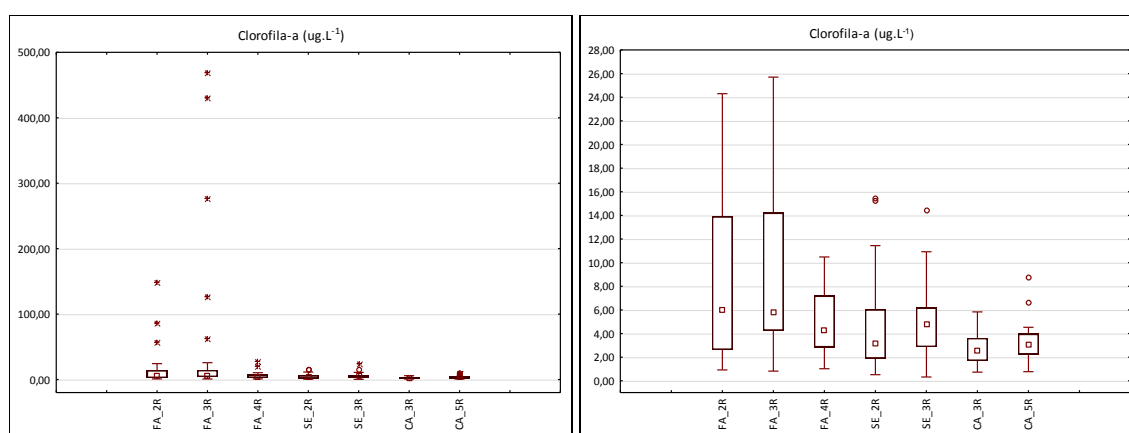 Clorofila-a (ug.L⁻¹)
500,00
400,00
300,00
200,00
100,00
0,00
FA_2R
FA_3R
FA_4R
SE_2R
SE_3R
CA_3R
CA_5R
Clorofila-a (ug.L⁻¹)
28,00
26,00
24,00
22,00
20,00
18,00
16,00
14,00
12,00
10,00
8,00
6,00
4,00
2,00
0,00
FA_2R
FA_3R
FA_4R
SE_2R
SE_3R
CA_3R
CA_5R